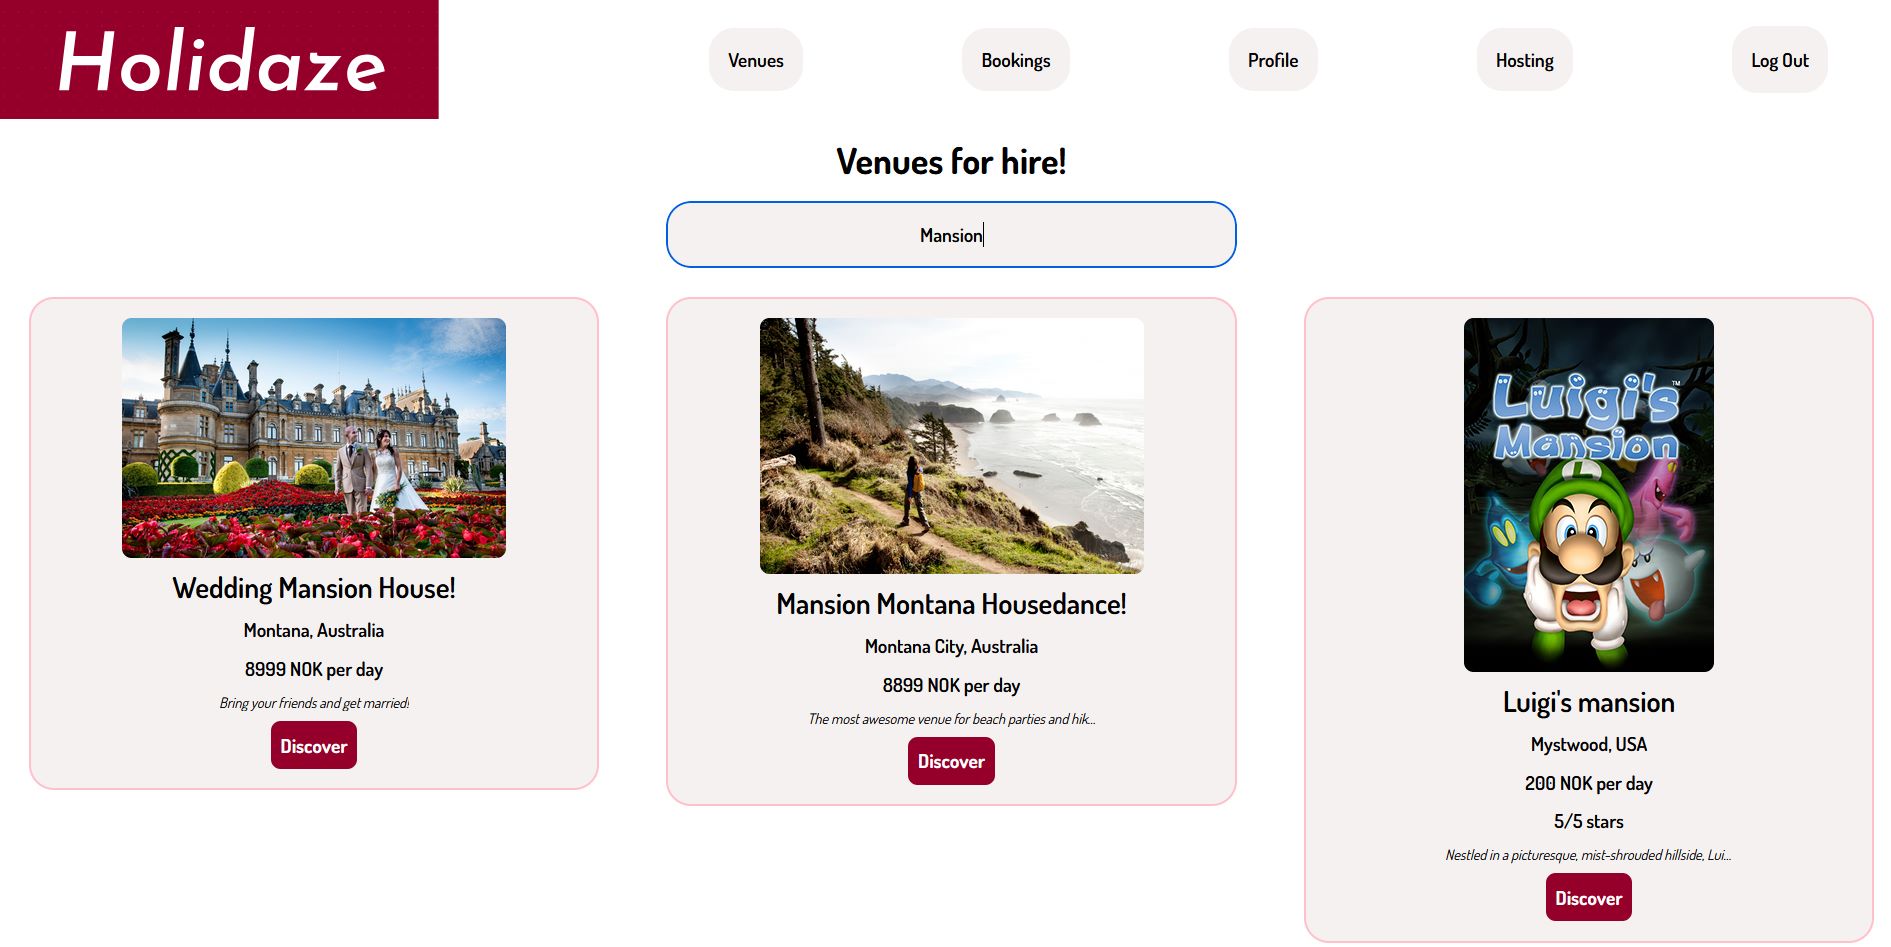 Holidaze
Venues
Bookings
Profile
Hosting
Log Out
Venues for hire!
Mansion
Wedding Mansion House!
Montana, Australia
8999 NOK per day
Bring your friends and get married!
Discover
Mansion Montana Housedance!
Montana City, Australia
8899 NOK per day
The most awesome venue for beach parties and hik...
Discover
Luigi's™
Mansion
L
Luigi's mansion
Mystwood, USA
200 NOK per day
5/5 stars
Nestled in a picturesque, mist-shrouded hillside, Lui...
Discover